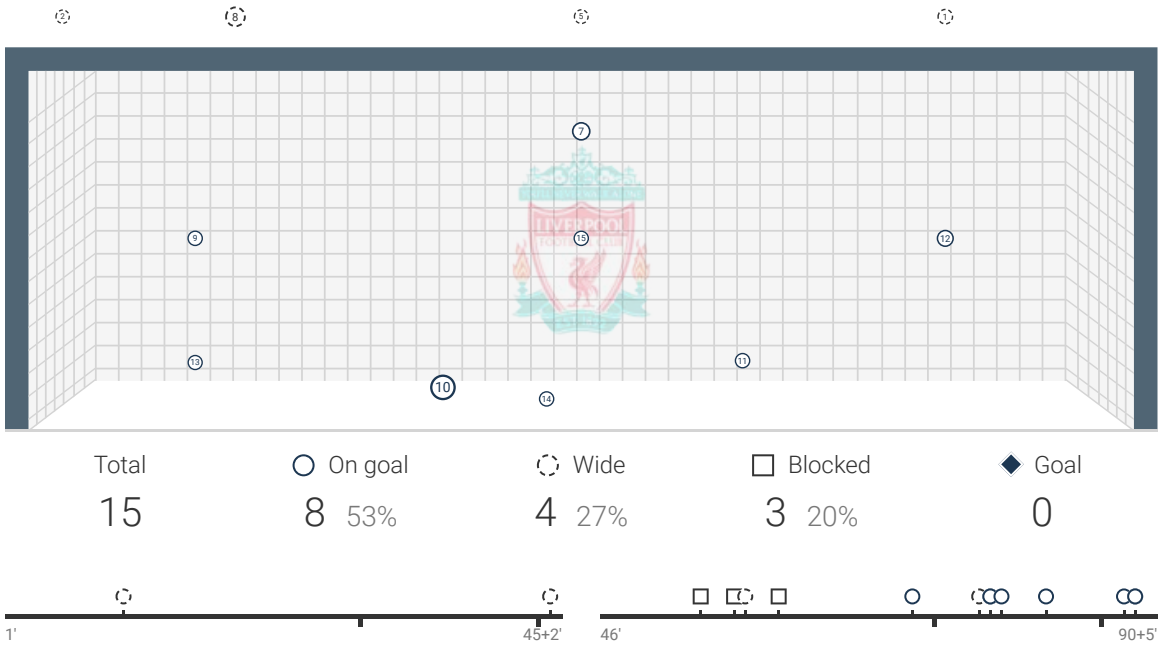 2 8 5 1
7
LIVERPOOL
FOOTBALL CLUB
9 15 12
13 11
10
14
Total On goal Wide Blocked Goal
15 8 53% 4 27% 3 20% 0
1' 45+2' 46' 90+5'